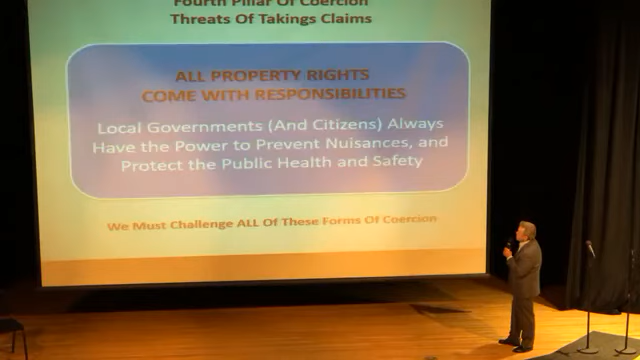 Fourth Pillar Of Coercion
Threats Of Takings Claims
ALL PROPERTY RIGHTS
COME WITH RESPONSIBILITIES
Local Governments (And Citizens) Always
Have the Power to Prevent Nuisances, and
Protect the Public Health and Safety
We Must Challenge ALL Of These Forms Of Coercion